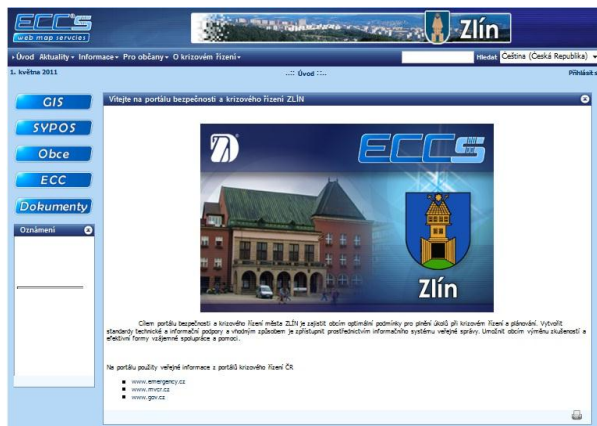 ECCS
web map servcies
Zlín
Úvod Aktuality Informace Pro občany O krizovém řízení
Hledat Čeština (Česká Republika)
1. května 2011
..:: Úvod ::..
Přihlásit s
GIS
SYPOS
Obce
ECC
Dokumenty
Oznámení
Vítejte na portálu bezpečnosti a krizového řízení ZLÍN
ECCS
Zlín
Cílem portálu bezpečnosti a krizového řízení města ZLÍN je zajistit obcím optimální podmínky pro plnění úkolů při krizovém řízení a plánování. Vytvořit
standardy technické a informační podpory a vhodným způsobem je zpřístupnit prostřednictvím informačního systému veřejné správy. Umožnit obcím výměnu zkušeností a
efektivní formy vzájemné spolupráce a pomoci.
Na portálu použity veřejné informace z portálů krizového řízení ČR
www.emergency.cz
www.mvcr.cz
www.gov.cz